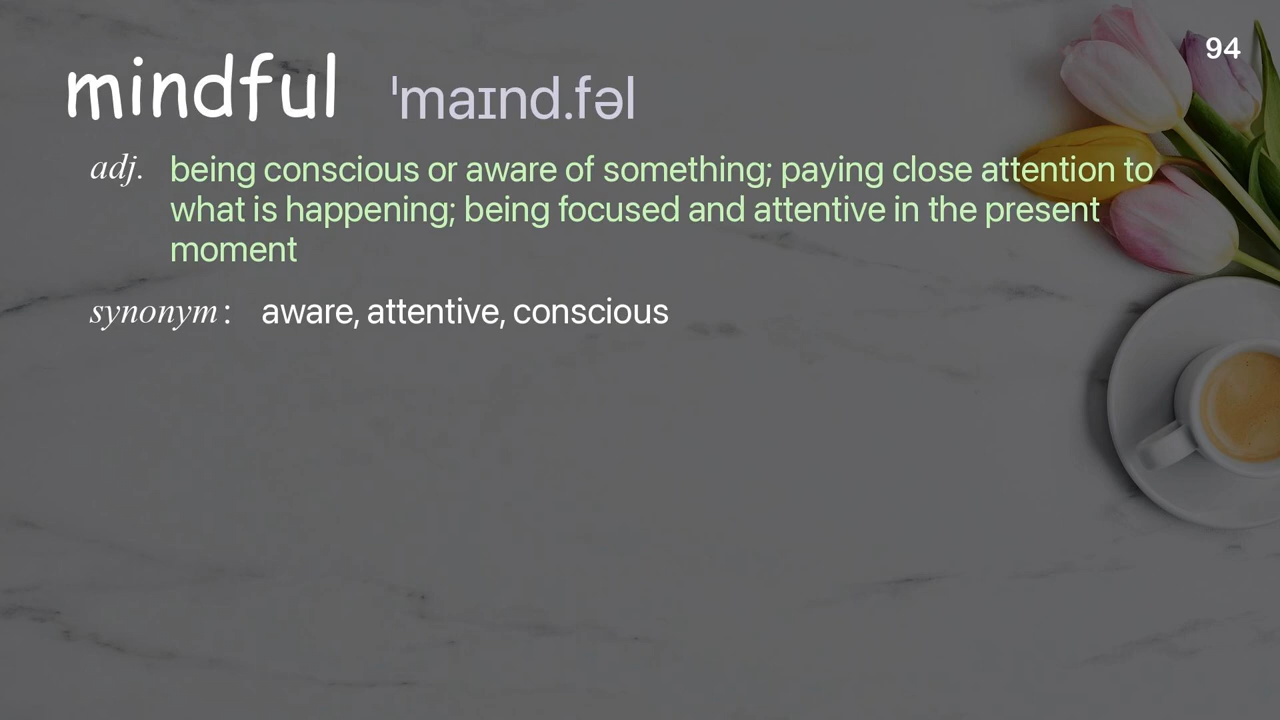 94
mindful ˈmaɪnd.fəl
adj. being conscious or aware of something; paying close attention to
what is happening; being focused and attentive in the present
moment
synonym: aware, attentive, conscious